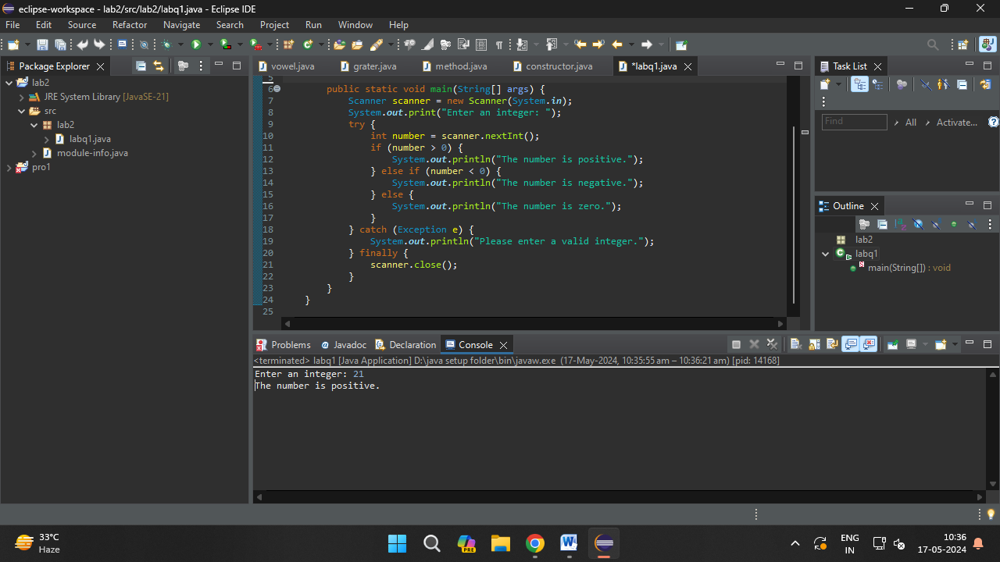 eclipse-workspace - lab2/src/lab2/labq1.java - Eclipse IDE
File Edit Source Refactor Navigate Search Project Run Window Help
Package Explorer
lab2
JRE System Library [JavaSE-21]
src
lab2
labq1.java
module-info.java
pro1
vowel.java grater.java method.java constructor.java *labq1.java
5
6 public static void main(String[] args) {
7 Scanner scanner = new Scanner(System.in);
8 System.out.print("Enter an integer: ");
9 try {
10 int number = scanner.nextInt();
11 if (number > 0) {
12 System.out.println("The number is positive.");
13 } else if (number < 0) {
14 System.out.println("The number is negative.");
15 } else {
16 System.out.println("The number is zero.");
17 }
18 } catch (Exception e) {
19 System.out.println("Please enter a valid integer.");
20 } finally {
21 scanner.close();
22 }
23 }
24 }
25
Task List
Find All Activate...
Outline
lab2
labq1
main(String[]) : void
Problems Javadoc Declaration Console
<terminated> labq1 [Java Application] D:\java setup folder\bin\javaw.exe (17-May-2024, 10:35:55 am – 10:36:21 am) [pid: 14168]
Enter an integer: 21
The number is positive.
33°C
Haze
PRE
ENG
IN
10:36
17-05-2024